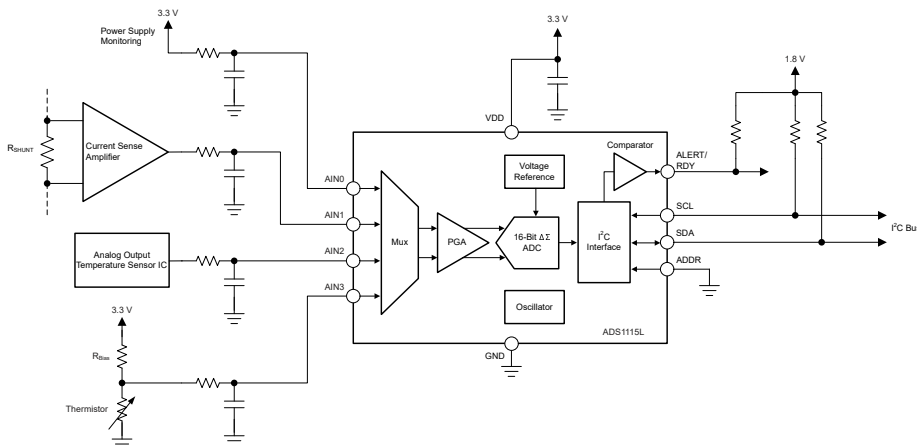 3.3 V
Power Supply
Monitoring
3.3 V
1.8 V
VDD
R_SHUNT
Current Sense
Amplifier
Comparator
ALERT/
RDY
Voltage
Reference
AIN0
SCL
AIN1
I²C Bu
Mux
PGA
16-Bit ΔΣ
ADC
I²C
Interface
SDA
AIN2
ADDR
Analog Output
Temperature Sensor IC
AIN3
Oscillator
3.3 V
ADS1115L
GND
R_Bias
Thermistor